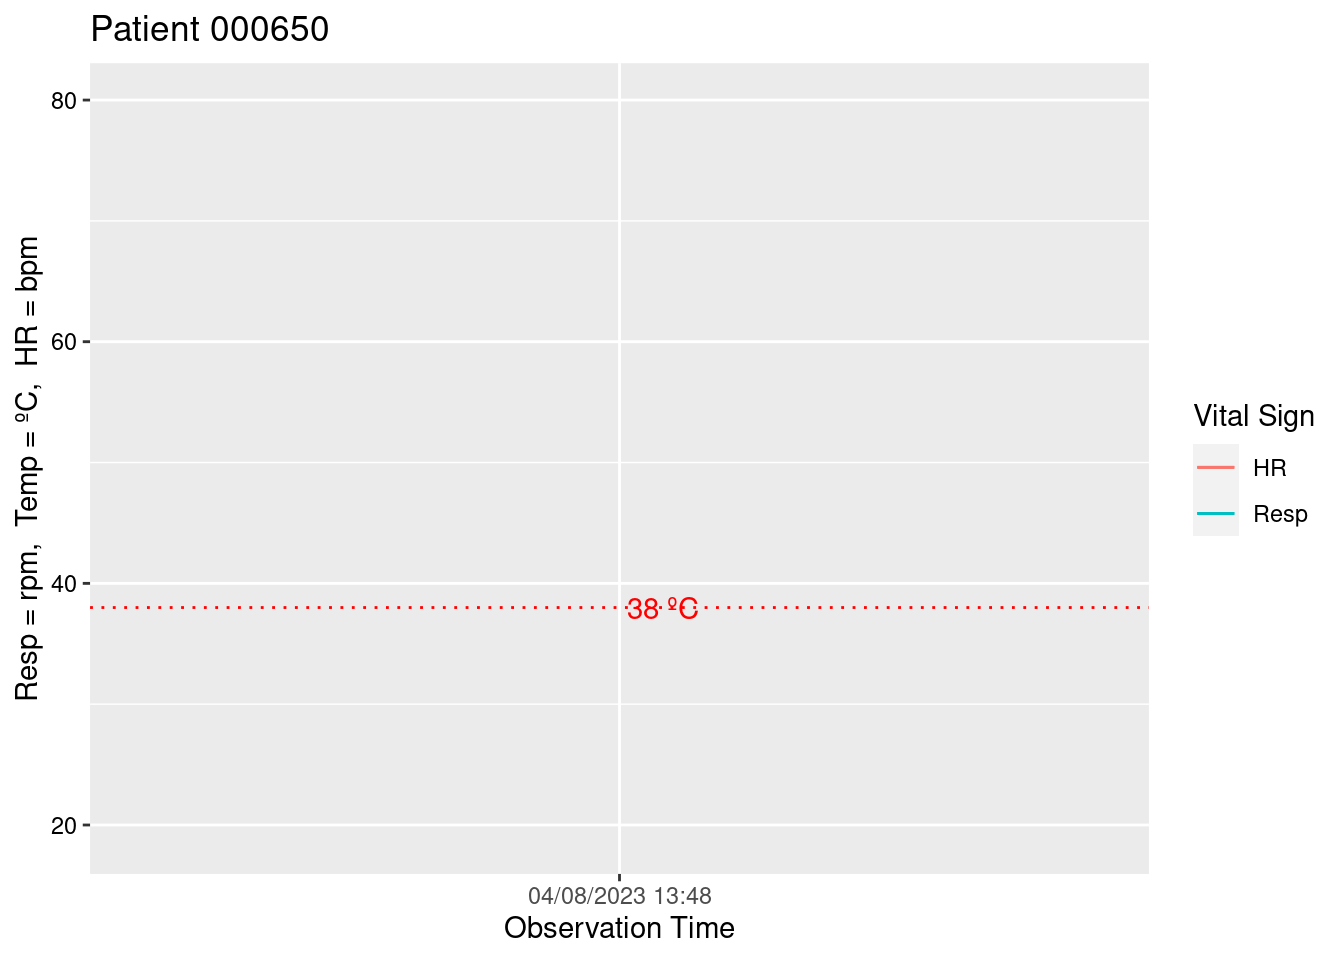 Patient 000650
80
60
40
20
Resp = rpm,  Temp = ºC,  HR = bpm
38 ºC
04/08/2023 13:48
Observation Time
Vital Sign
HR
Resp